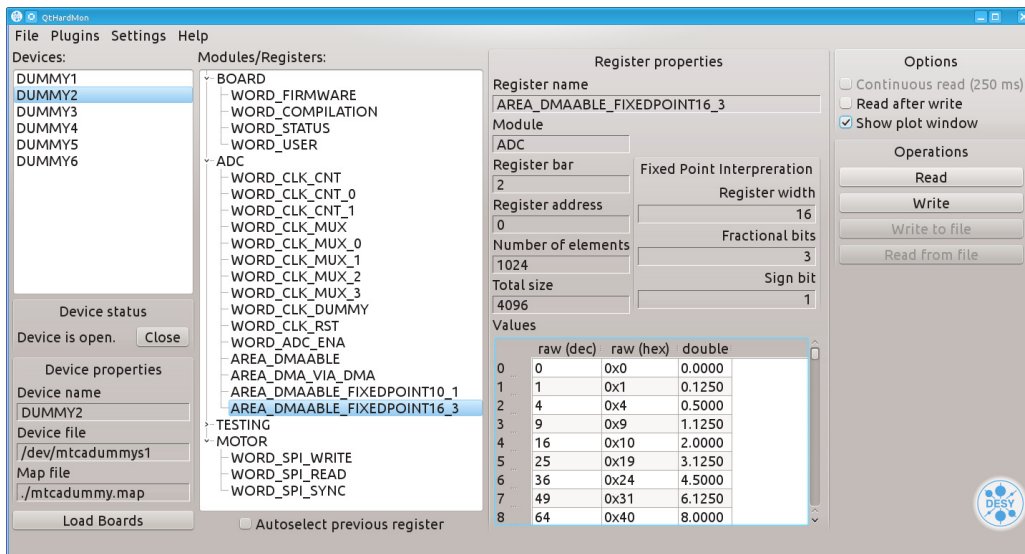 QtHardMon
File Plugins Settings Help
Devices:
DUMMY1
DUMMY2
DUMMY3
DUMMY4
DUMMY5
DUMMY6
Device status
Device is open. Close
Device properties
Device name
DUMMY2
Device file
/dev/mtcadummys1
Map file
./mtcadummy.map
Load Boards
Modules/Registers:
BOARD
WORD_FIRMWARE
WORD_COMPILATION
WORD_STATUS
WORD_USER
ADC
WORD_CLK_CNT
WORD_CLK_CNT_0
WORD_CLK_CNT_1
WORD_CLK_MUX
WORD_CLK_MUX_0
WORD_CLK_MUX_1
WORD_CLK_MUX_2
WORD_CLK_MUX_3
WORD_CLK_DUMMY
WORD_CLK_RST
WORD_ADC_ENA
AREA_DMAABLE
AREA_DMA_VIA_DMA
AREA_DMAABLE_FIXEDPOINT10_1
AREA_DMAABLE_FIXEDPOINT16_3
TESTING
MOTOR
WORD_SPI_WRITE
WORD_SPI_READ
WORD_SPI_SYNC
Autoselect previous register
Register properties
Register name
AREA_DMAABLE_FIXEDPOINT16_3
Module
ADC
Register bar
2
Register address
0
Number of elements
1024
Total size
4096
Fixed Point Interpreration
Register width
16
Fractional bits
3
Sign bit
1
Values
raw (dec) raw (hex) double
0 0 0x0 0.0000
1 1 0x1 0.1250
2 4 0x4 0.5000
3 9 0x9 1.1250
4 16 0x10 2.0000
5 25 0x19 3.1250
6 36 0x24 4.5000
7 49 0x31 6.1250
8 64 0x40 8.0000
Options
Continuous read (250 ms)
Read after write
Show plot window
Operations
Read
Write
Write to file
Read from file
DESY